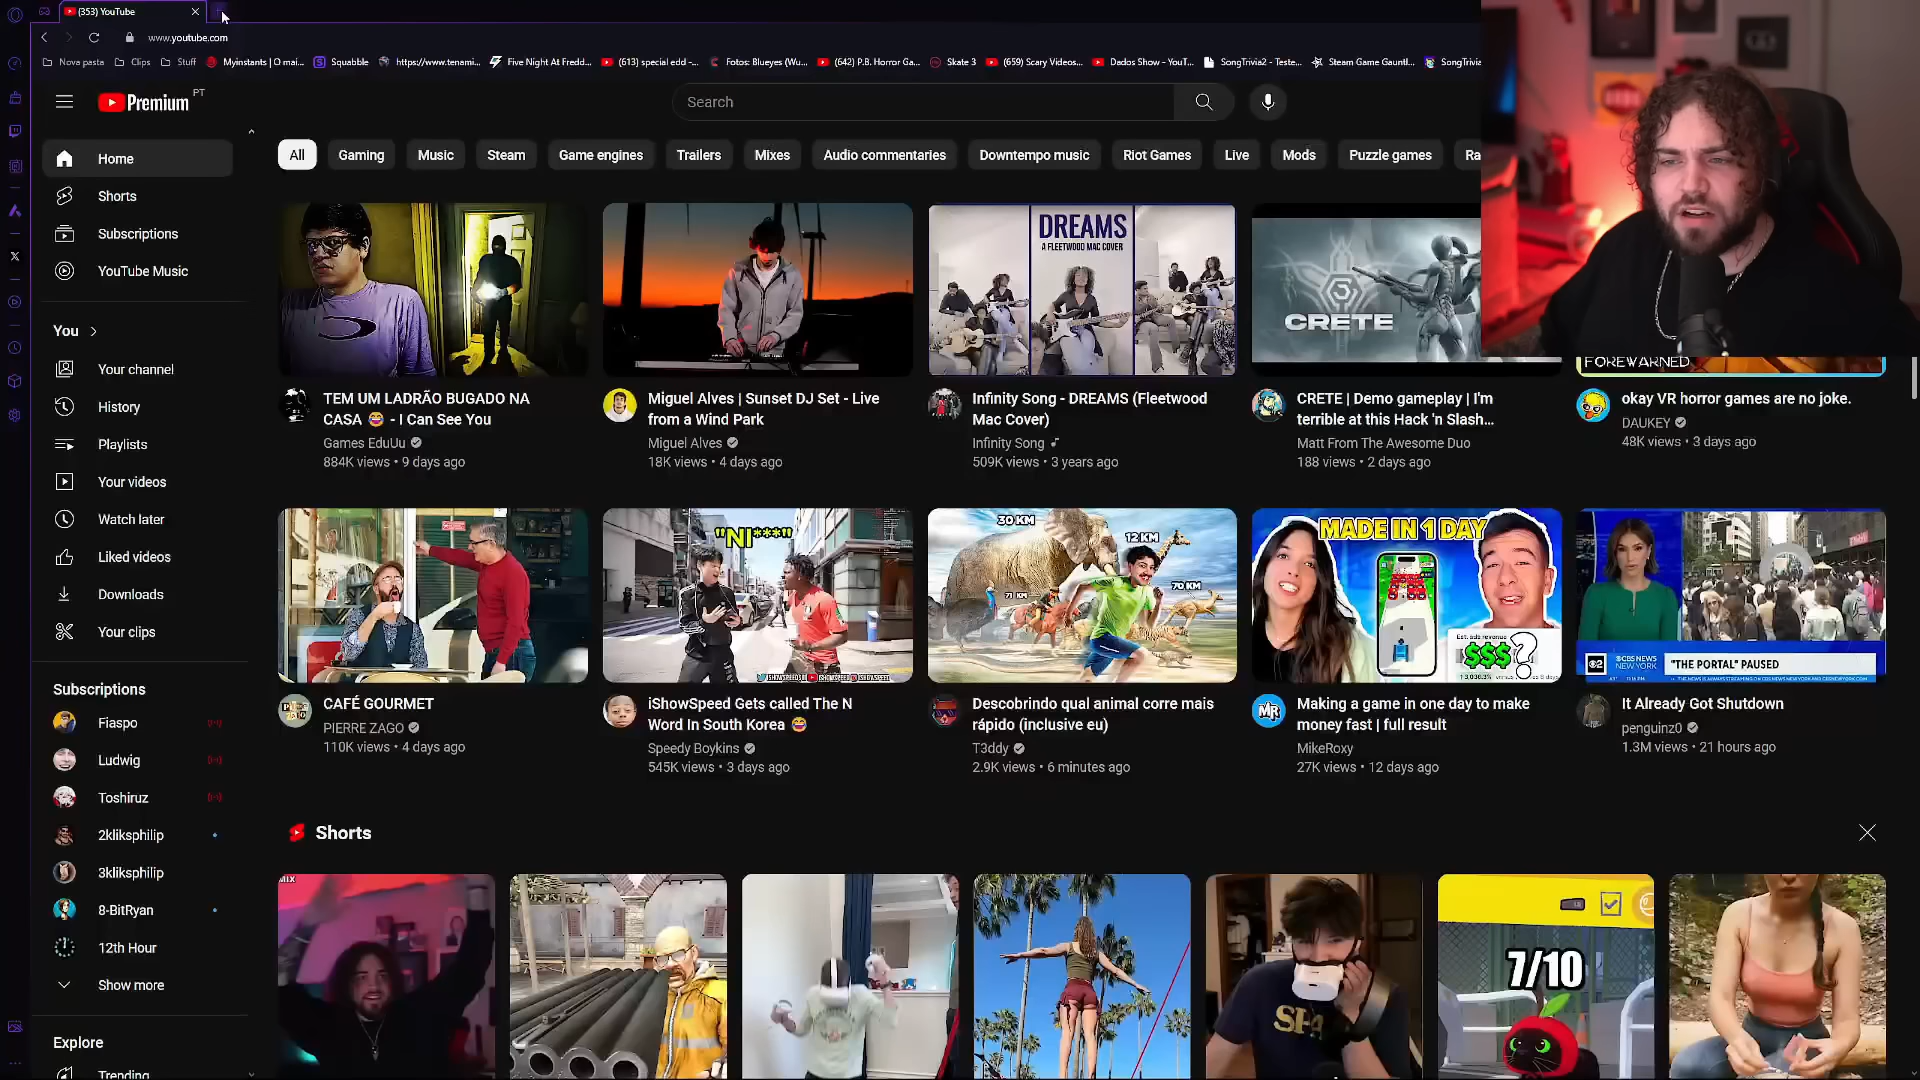 (353) YouTube
www.youtube.com
Nova pasta
Clips
Stuff
Myinstants | O mai...
Squabble
https://www.tenami...
Five Night At Fredd...
(613) special edd -...
Fotos: Blueyes (Wu...
(642) P.B. Horror Ga...
Skate 3
(659) Scary Videos...
Dados Show - YouT...
SongTrivia2 - Teste...
Steam Game Gauntl...
SongTrivia
Premium PT
Search
All
Gaming
Music
Steam
Game engines
Trailers
Mixes
Audio commentaries
Downtempo music
Riot Games
Live
Mods
Puzzle games
Ra
Home
Shorts
Subscriptions
YouTube Music
You
Your channel
History
Playlists
Your videos
Watch later
Liked videos
Downloads
Your clips
Subscriptions
Fiaspo
Ludwig
Toshiruz
2kliksphilip
3kliksphilip
8-BitRyan
12th Hour
Show more
Explore
Trending
DREAMS
A FLEETWOOD MAC COVER
CRETE
FOREWARNED
TEM UM LADRÃO BUGADO NA
CASA 😂 - I Can See You
Games EduUu
884K views • 9 days ago
Miguel Alves | Sunset DJ Set - Live
from a Wind Park
Miguel Alves
18K views • 4 days ago
Infinity Song - DREAMS (Fleetwood
Mac Cover)
Infinity Song
509K views • 3 years ago
CRETE | Demo gameplay | I'm
terrible at this Hack 'n Slash...
Matt From The Awesome Duo
188 views • 2 days ago
okay VR horror games are no joke.
DAUKEY
48K views • 3 days ago
"NI***"
30 KM
12 KM
71 KM
70 KM
MADE IN 1 DAY
Est. ads revenue
$$$?
CBS NEWS
NEW YORK
"THE PORTAL" PAUSED
CAFÉ GOURMET
PIERRE ZAGO
110K views • 4 days ago
iShowSpeed Gets called The N
Word In South Korea 😂
Speedy Boykins
545K views • 3 days ago
Descobrindo qual animal corre mais
rápido (inclusive eu)
T3ddy
2.9K views • 6 minutes ago
Making a game in one day to make
money fast | full result
MikeRoxy
27K views • 12 days ago
It Already Got Shutdown
penguinz0
1.3M views • 21 hours ago
Shorts
7/10